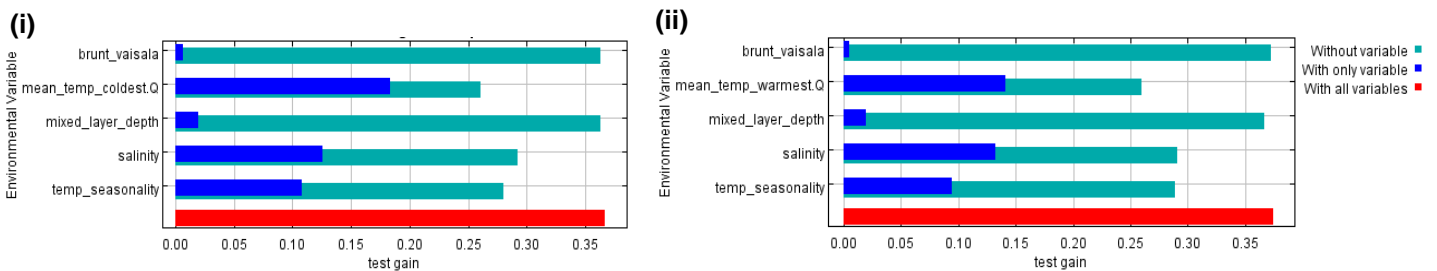 (i)
Environmental Variable
brunt_vaisala
mean_temp_coldest.Q
mixed_layer_depth
salinity
temp_seasonality
0.00 0.05 0.10 0.15 0.20 0.25 0.30 0.35
test gain
(ii)
Environmental Variable
brunt_vaisala
mean_temp_warmest.Q
mixed_layer_depth
salinity
temp_seasonality
0.00 0.05 0.10 0.15 0.20 0.25 0.30 0.35
test gain
Without variable
With only variable
With all variables